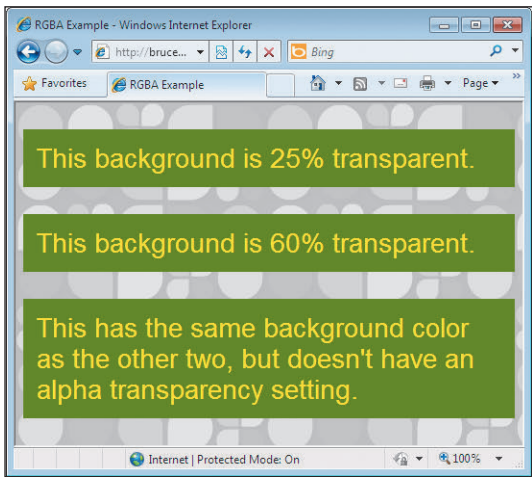 RGBA Example - Windows Internet Explorer
http://bruce... Bing
Favorites RGBA Example Page
This background is 25% transparent.
This background is 60% transparent.
This has the same background color
as the other two, but doesn't have an
alpha transparency setting.
Internet | Protected Mode: On 100%